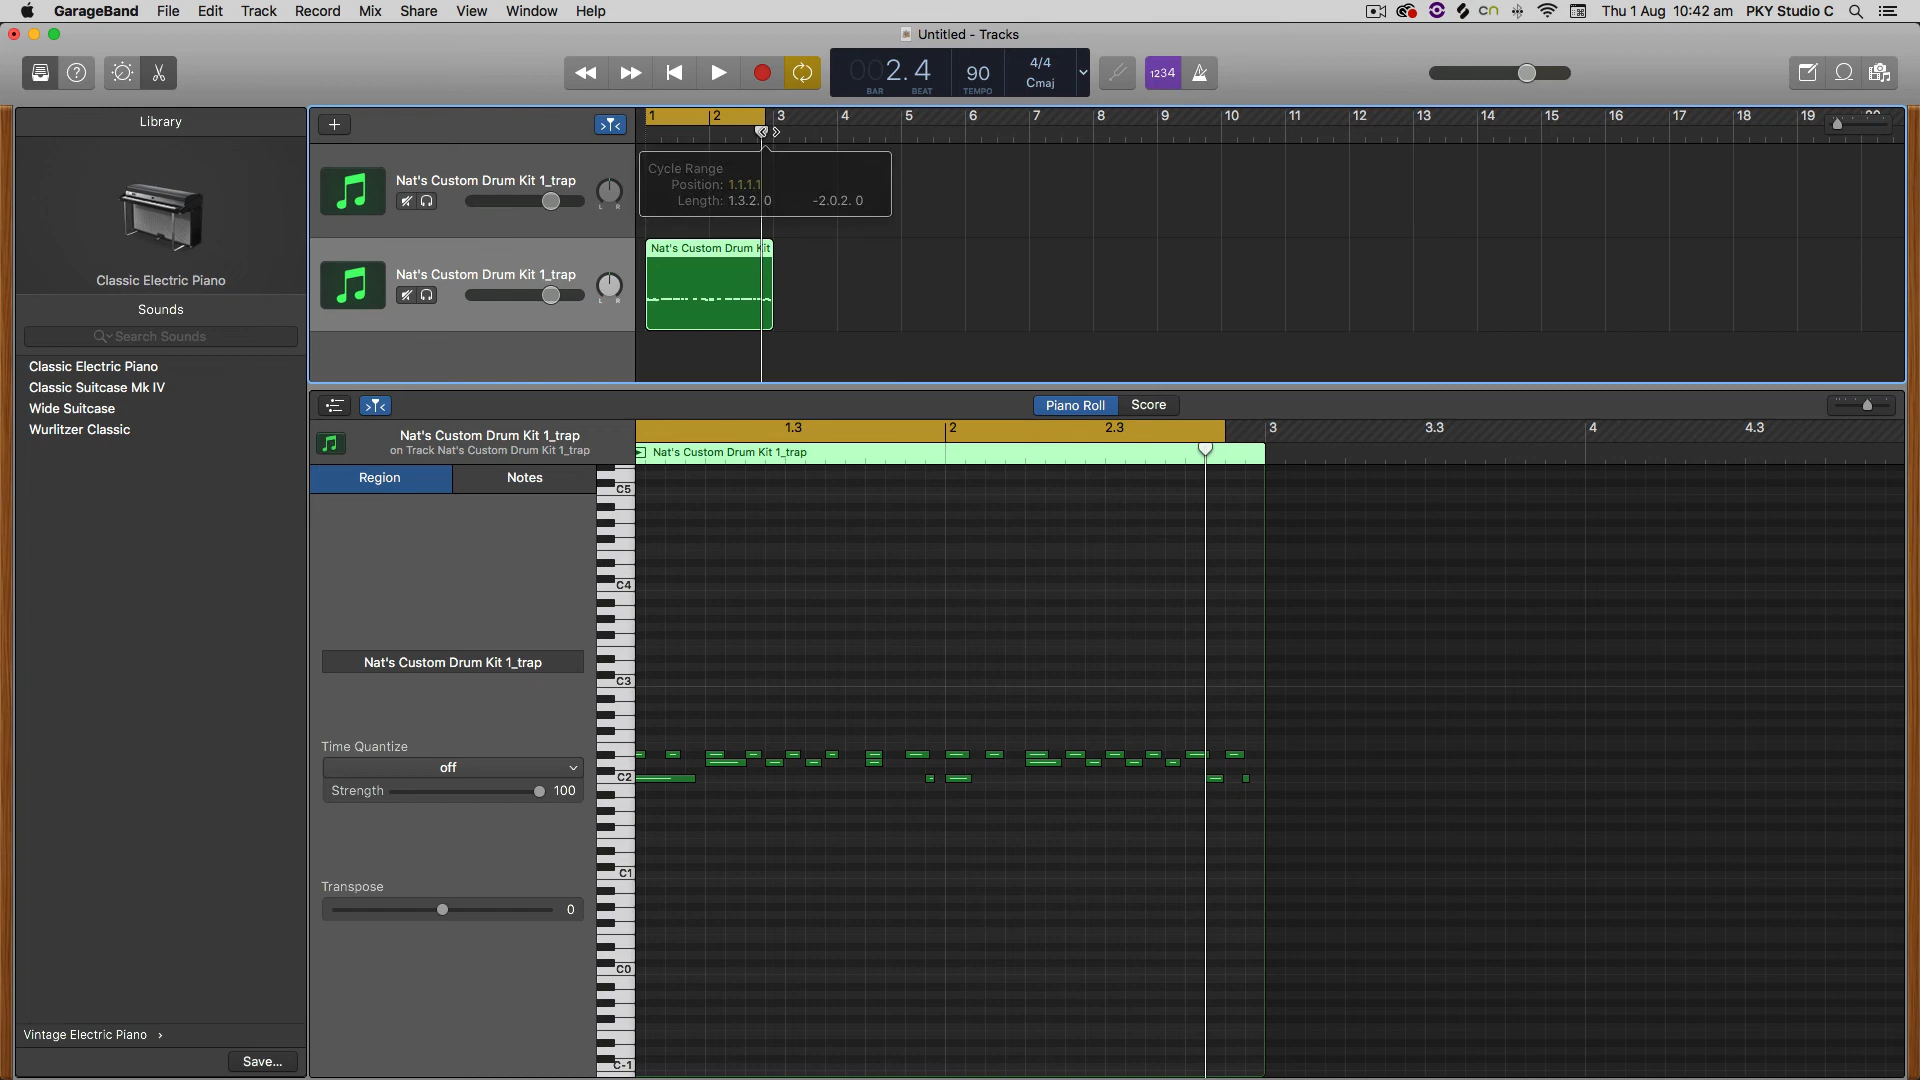 GarageBand File Edit Track Record Mix Share View Window Help
Thu 1 Aug 10:42 am PKY Studio C
Untitled - Tracks
002.4
BAR BEAT
90
TEMPO
4/4
Cmaj
1234
Library
Classic Electric Piano
Sounds
Search Sounds
Classic Electric Piano
Classic Suitcase Mk IV
Wide Suitcase
Wurlitzer Classic
Vintage Electric Piano
Save...
1 2 3 4 5 6 7 8 9 10 11 12 13 14 15 16 17 18 19 20
Nat's Custom Drum Kit 1_trap
L R
Cycle Range
Position: 1.1.1.1
Length: 1.3.2. 0 -2.0.2. 0
Nat's Custom Drum Kit 1_trap
L R
Nat's Custom Drum Kit
Piano Roll Score
Nat's Custom Drum Kit 1_trap
on Track Nat's Custom Drum Kit 1_trap
1.3 2 2.3 3 3.3 4 4.3
Nat's Custom Drum Kit 1_trap
Region Notes
Nat's Custom Drum Kit 1_trap
Time Quantize
off
Strength 100
Transpose
0
C5
C4
C3
C2
C1
C0
C-1